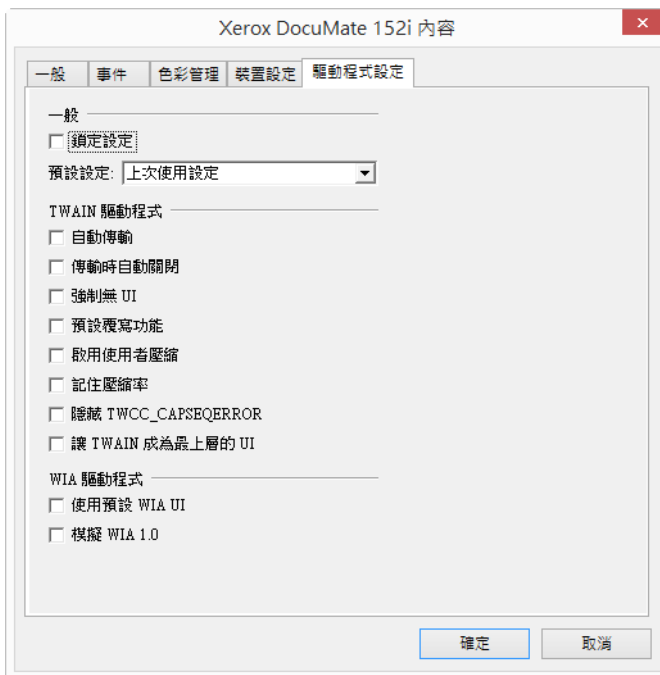 Xerox DocuMate 152i 內容
一般 事件 色彩管理 裝置設定 驅動程式設定
一般
鎖定設定
預設設定: 上次使用設定
TWAIN 驅動程式
自動傳輸
傳輸時自動關閉
強制無 UI
預設覆寫功能
啟用使用者壓縮
記住壓縮率
隱藏 TWCC_CAPSEQERROR
讓 TWAIN 成為最上層的 UI
WIA 驅動程式
使用預設 WIA UI
模擬 WIA 1.0
確定 取消